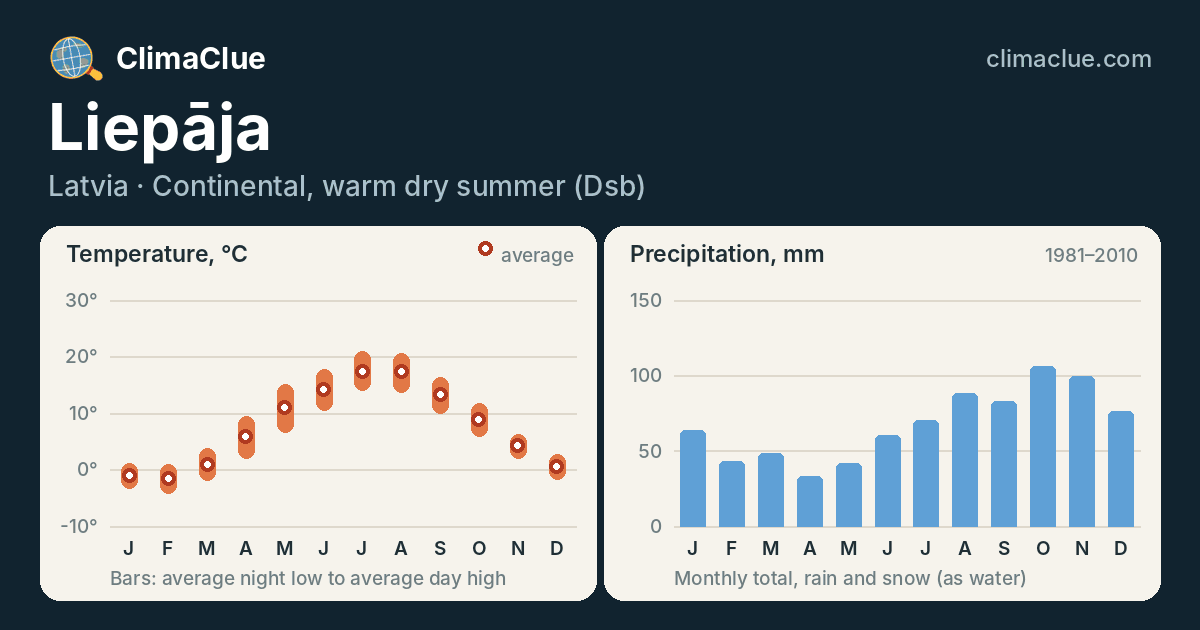 ClimaClue
climaclue.com
Liepāja
Latvia · Continental, warm dry summer (Dsb)
Temperature, °C
average
30°
20°
10°
0°
-10°
J F M A M J J A S O N D
Bars: average night low to average day high
Precipitation, mm
1981–2010
150
100
50
0
J F M A M J J A S O N D
Monthly total, rain and snow (as water)